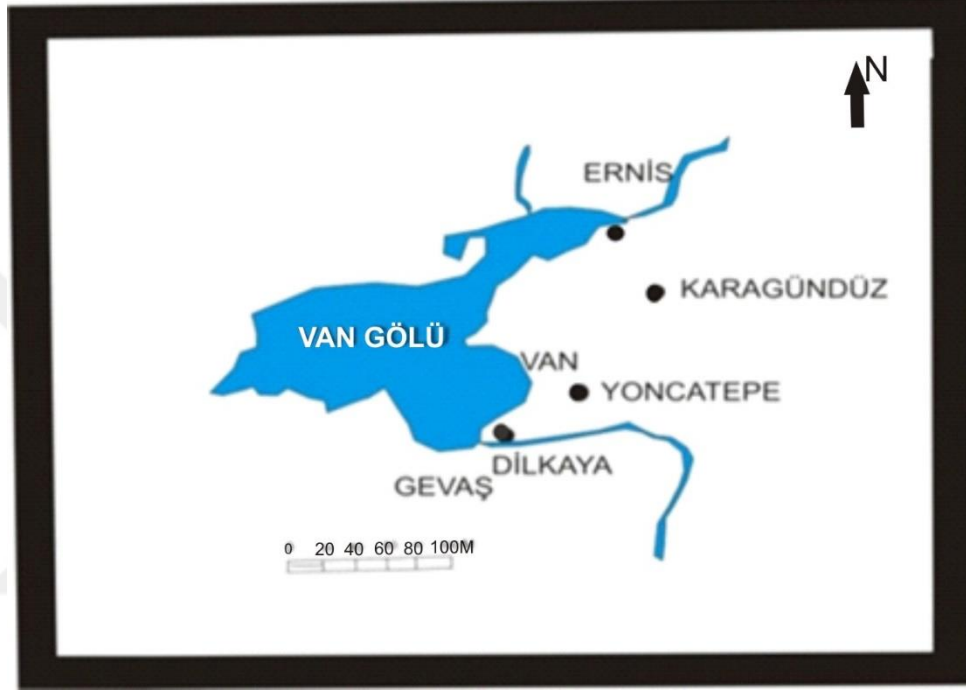 N
ERNİS
KARAGÜNDÜZ
VAN GÖLÜ
VAN
YONCATEPE
DİLKAYA
GEVAŞ
0 20 40 60 80 100M